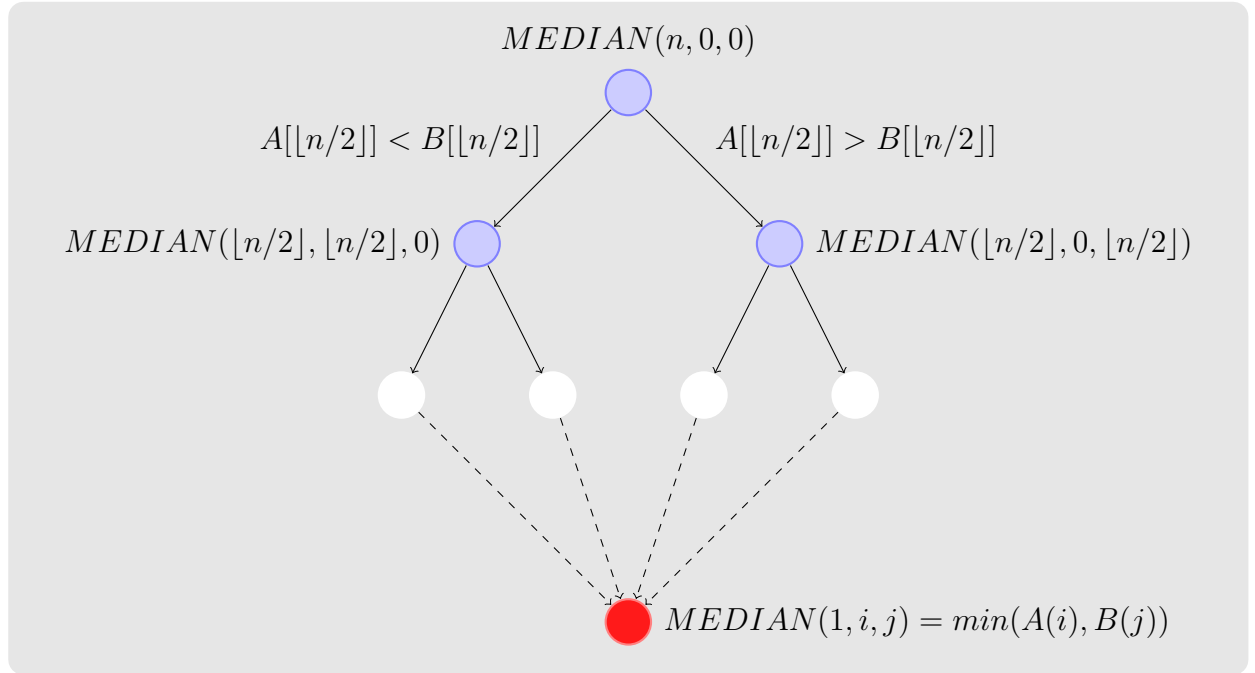 MEDIAN(n, 0, 0)
A[⌊n/2⌋] < B[⌊n/2⌋]
A[⌊n/2⌋] > B[⌊n/2⌋]
MEDIAN(⌊n/2⌋, ⌊n/2⌋, 0)
MEDIAN(⌊n/2⌋, 0, ⌊n/2⌋)
MEDIAN(1, i, j) = min(A(i), B(j))